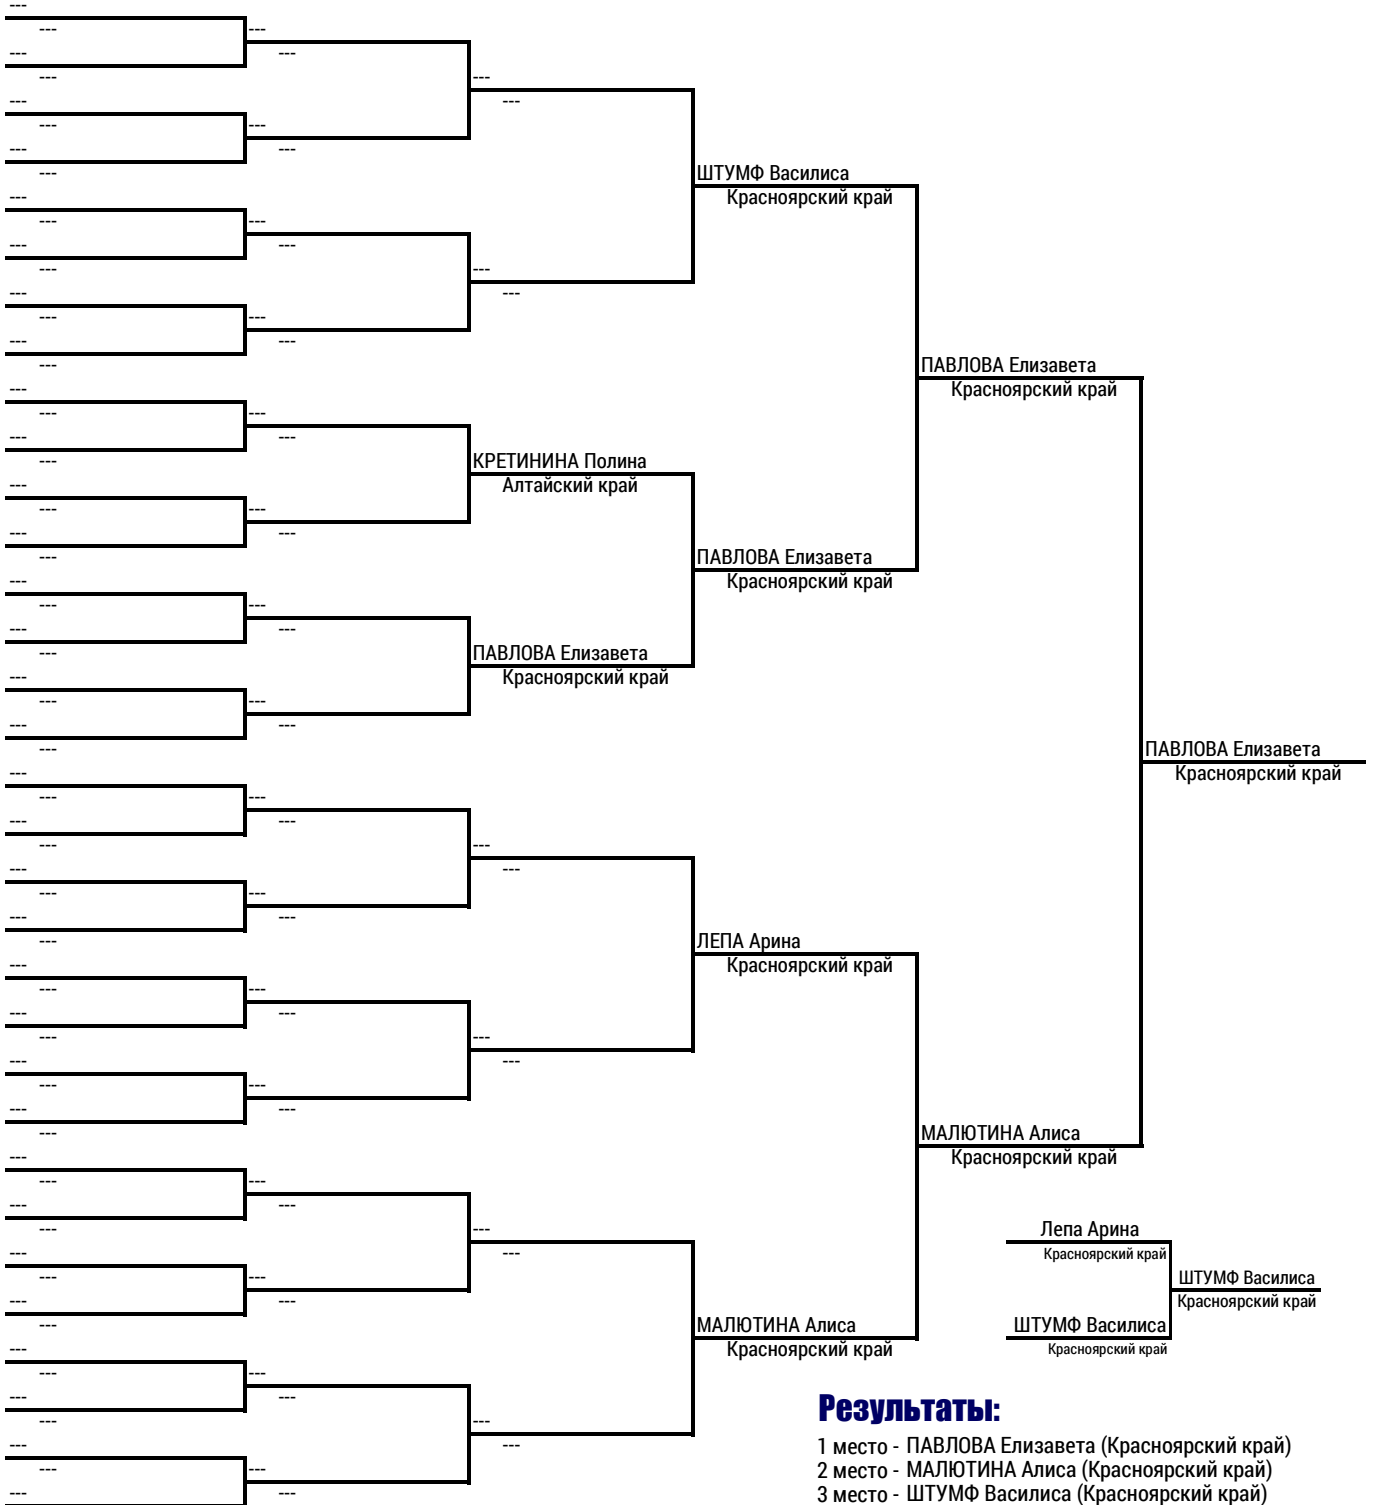 ---
--- ---
--- ---
--- ---
--- ---
--- ---
--- ---
--- ШТУМФ Василиса
--- Красноярский край
--- ---
--- ---
--- ---
--- ---
--- ---
--- ---
--- ПАВЛОВА Елизавета
--- Красноярский край
--- ---
--- ---
--- КРЕТИНИНА Полина
--- Алтайский край
--- ---
--- ---
--- ПАВЛОВА Елизавета
--- Красноярский край
--- ---
--- ---
--- ПАВЛОВА Елизавета
--- Красноярский край
--- ---
--- ---
--- ПАВЛОВА Елизавета
--- Красноярский край
--- ---
--- ---
--- ---
--- ---
--- ---
--- ---
--- ЛЕПА Арина
--- Красноярский край
--- ---
--- ---
--- ---
--- ---
--- ---
--- ---
--- МАЛЮТИНА Алиса
--- Красноярский край
--- ---
--- ---
--- --- Лепа Арина
--- --- Красноярский край
--- --- ШТУМФ Василиса
--- --- Красноярский край
--- МАЛЮТИНА Алиса ШТУМФ Василиса
--- Красноярский край Красноярский край
--- ---
--- ---
Результаты:
--- ---
--- --- 1 место - ПАВЛОВА Елизавета (Красноярский край)
--- --- 2 место - МАЛЮТИНА Алиса (Красноярский край)
--- --- 3 место - ШТУМФ Василиса (Красноярский край)